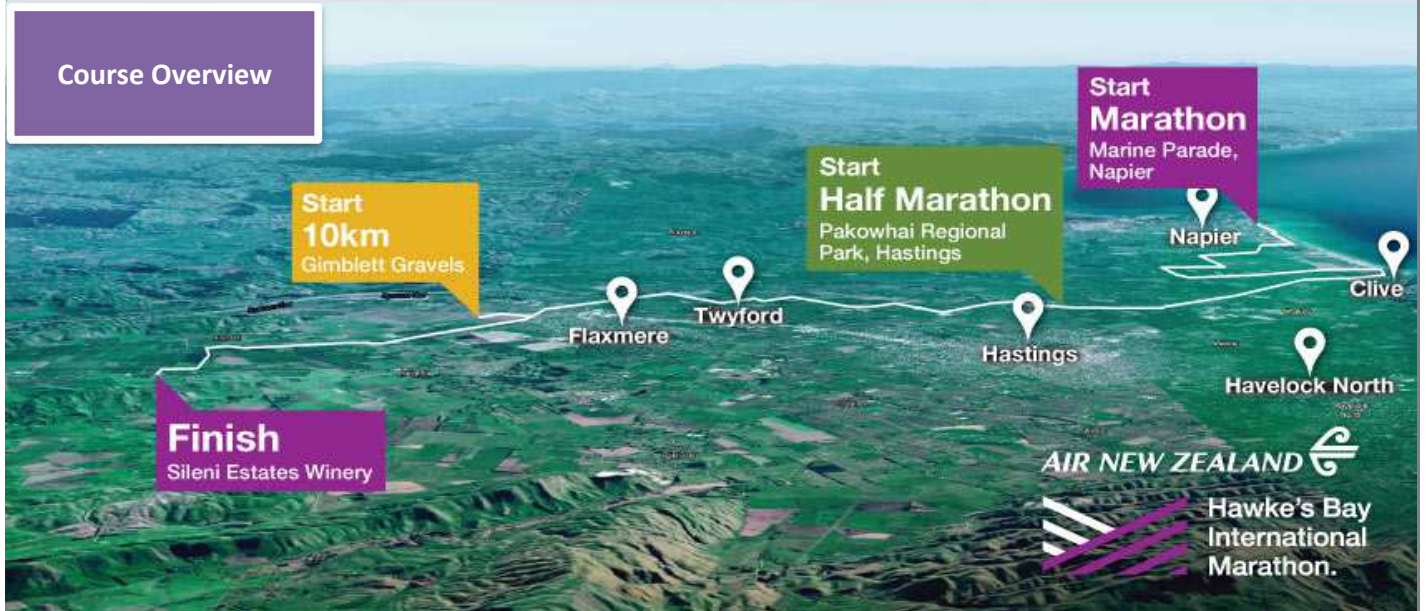 Course Overview
Start
Marathon
Marine Parade,
Napier
Start
Half Marathon
Pakowhai Regional
Park, Hastings
Start
10km
Gimblett Gravels
Napier
Clive
Twyford
Flaxmere
Hastings
Havelock North
Finish
Sileni Estates Winery
AIR NEW ZEALAND
Hawke's Bay
International
Marathon.